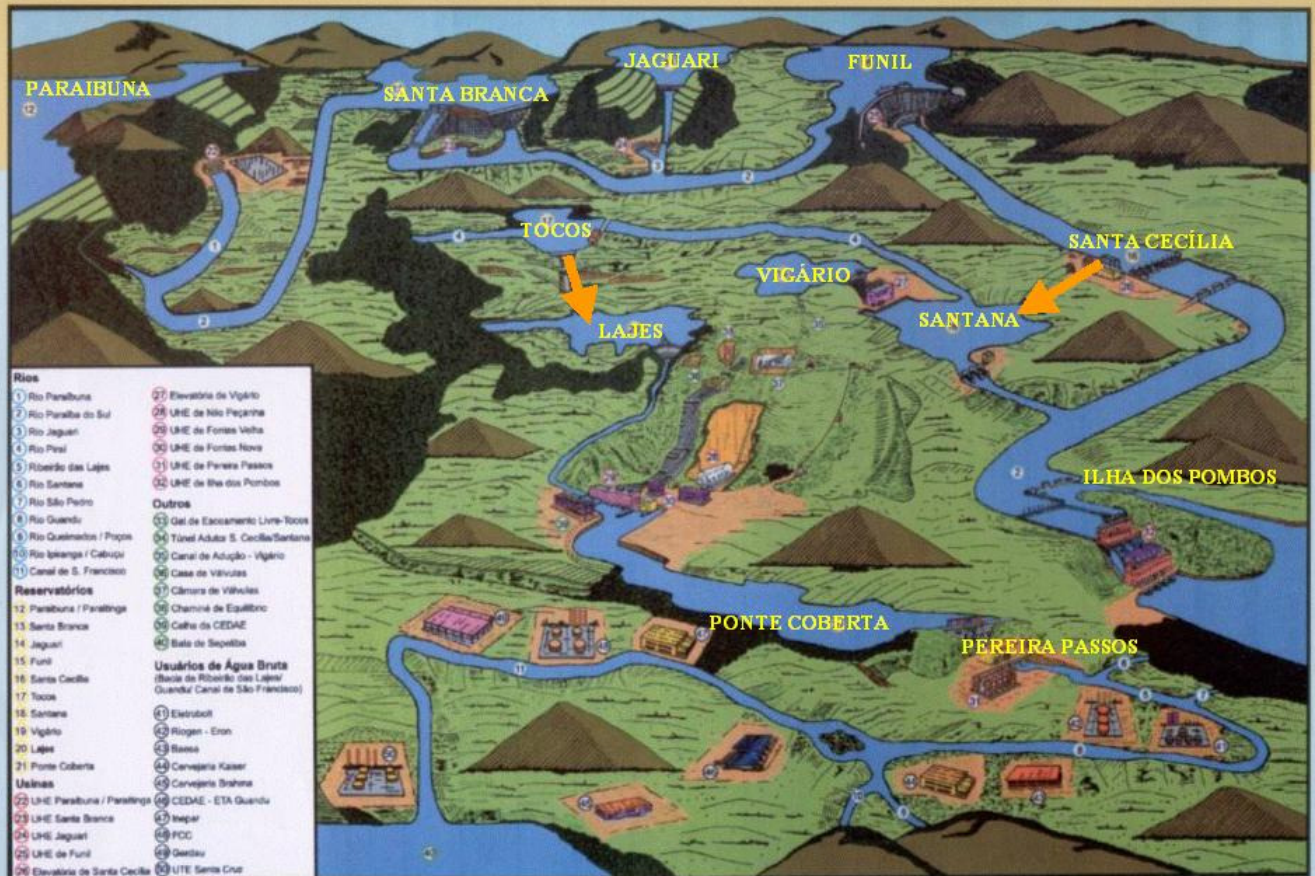 JAGUARI
FUNIL
PARAIBUNA
SANTA BRANCA
TOCOS
SANTA CECÍLIA
VIGÁRIO
SANTANA
LAJES
ILHA DOS POMBOS
PONTE COBERTA
PEREIRA PASSOS
Rios
1 Rio Paraibuna
2 Rio Paraíba do Sul
3 Rio Jaguari
4 Rio Piraí
5 Ribeirão das Lajes
6 Rio Santana
7 Rio São Pedro
8 Rio Guandu
9 Rio Queimados / Poços
10 Rio Ipiranga / Cabuçu
11 Canal de S. Francisco
Reservatórios
12 Paraibuna / Paraitinga
13 Santa Branca
14 Jaguari
15 Funil
16 Santa Cecília
17 Tocos
18 Santana
19 Vigário
20 Lajes
21 Ponte Coberta
Usinas
22 UHE Paraibuna / Paraitinga
23 UHE Santa Branca
24 UHE Jaguari
25 UHE de Funil
26 Elevatória de Santa Cecília
27 Elevatória de Vigário
28 UHE de Nilo Peçanha
29 UHE de Fontes Velha
30 UHE de Fontes Nova
31 UHE de Pereira Passos
32 UHE de Ilha dos Pombos
Outros
33 Gal de Escoamento Livre-Tocos
34 Túnel Adutor S. Cecília/Santana
35 Canal de Adução - Vigário
36 Casa de Válvulas
37 Câmara de Válvulas
38 Chaminé de Equilíbrio
39 Calha da CEDAE
40 Baía de Sepetiba
Usuários de Água Bruta
(Bacia de Ribeirão das Lajes/
Guandu/ Canal de São Francisco)
41 Eletrobolt
42 Riogen - Eron
43
44 Cervejaria Kaiser
45 Cervejaria Brahma
46 CEDAE - ETA Guandu
47 Inepar
48 FCC
49 Gerdau
50 UTE Santa Cruz